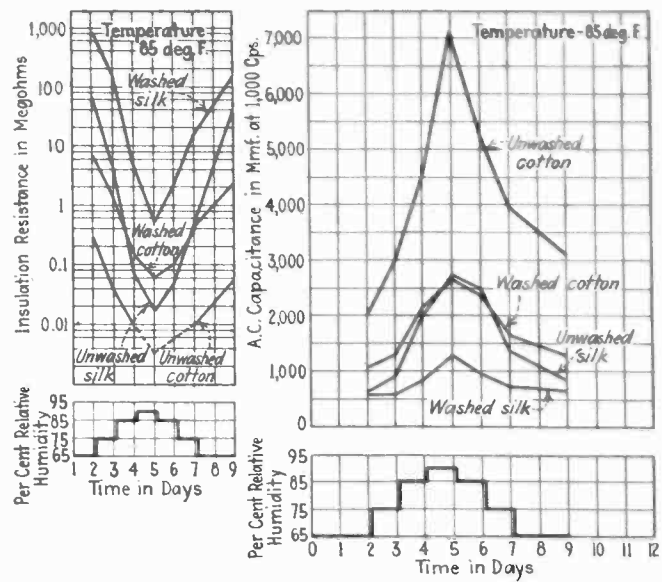 Temperature
85 deg. F.
1,000
100
10
1
0.1
0.01
Insulation Resistance in Megohms
Washed
silk
Washed
cotton
Unwashed
silk
Unwashed
cotton
95
85
75
65
Per Cent Relative
Humidity
1 2 3 4 5 6 7 8 9
Time in Days
Temperature - 85 deg. F.
7,000
6,000
5,000
4,000
3,000
2,000
1,000
0
A.C. Capacitance in Mmf. at 1,000 Cps.
Unwashed
cotton
Washed cotton
Unwashed
silk
Washed silk
95
85
75
65
Per Cent Relative
Humidity
0 1 2 3 4 5 6 7 8 9 10 11 12
Time in Days